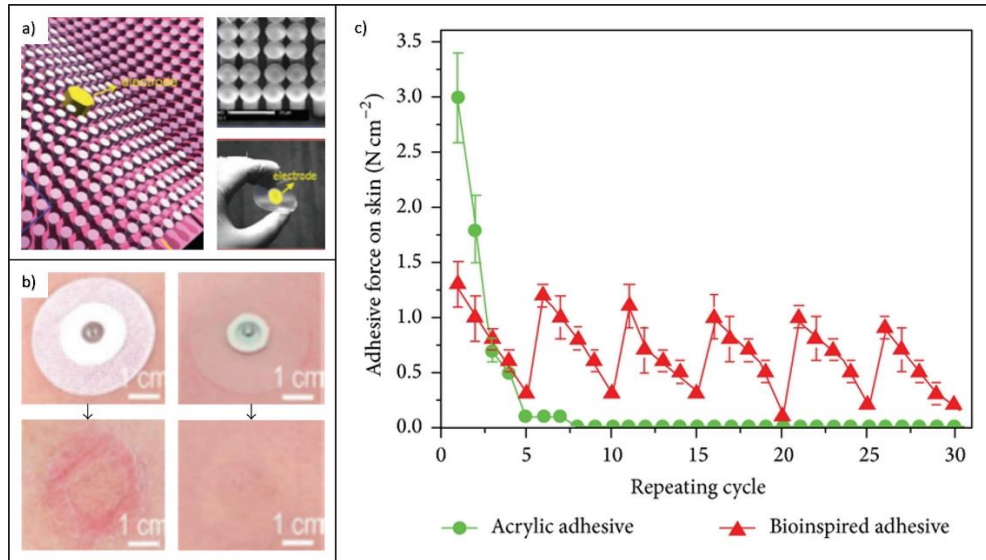 a)
electrode
electrode
b)
1 cm
1 cm
1 cm
1 cm
c)
Adhesive force on skin (N cm⁻²)
3.5
3.0
2.5
2.0
1.5
1.0
0.5
0.0
0 5 10 15 20 25 30
Repeating cycle
Acrylic adhesive Bioinspired adhesive